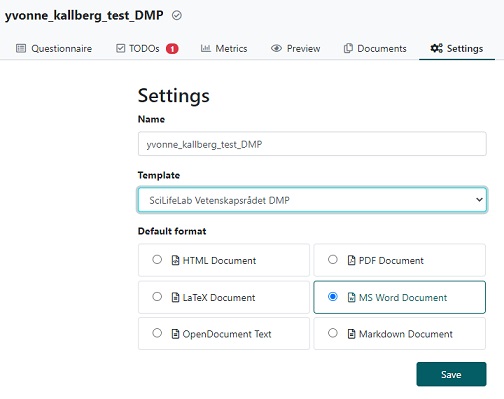 yvonne_kallberg_test_DMP
Questionnaire TODOs 1 Metrics Preview Documents Settings
Settings
Name
yvonne_kallberg_test_DMP
Template
SciLifeLab Vetenskapsrådet DMP
Default format
HTML Document PDF Document
LaTeX Document MS Word Document
OpenDocument Text Markdown Document
Save